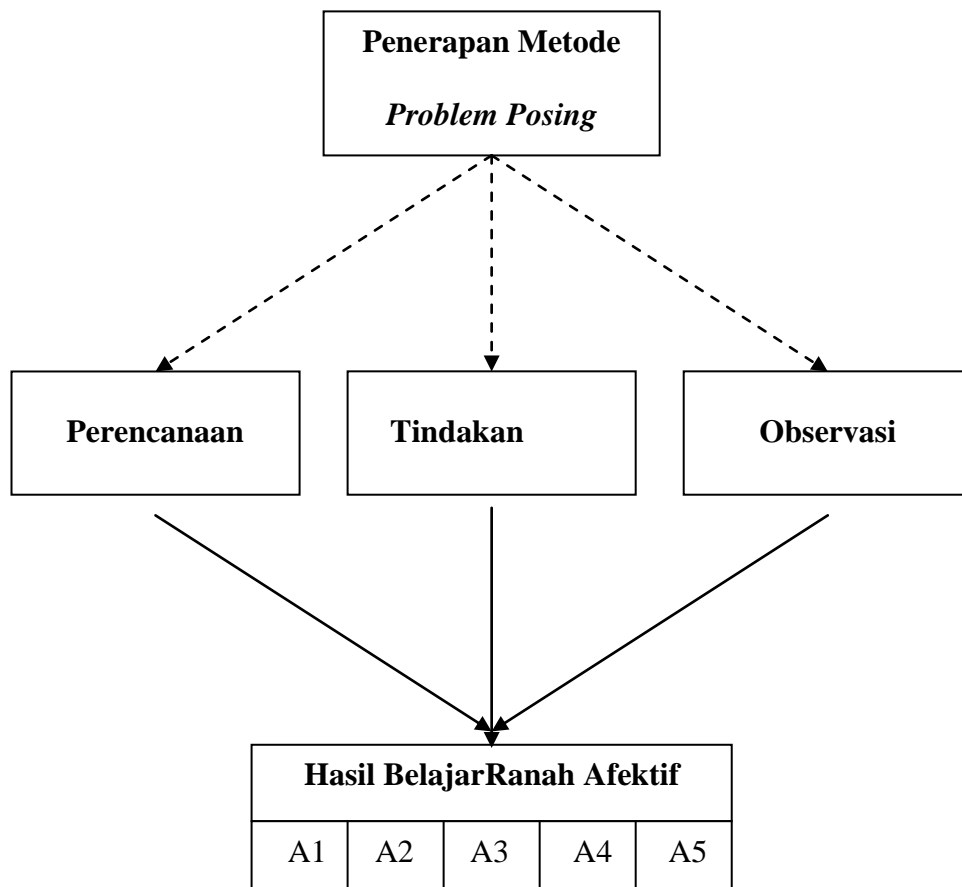 Penerapan Metode
Problem Posing
Perencanaan
Tindakan
Observasi
Hasil BelajarRanah Afektif
A1
A2
A3
A4
A5